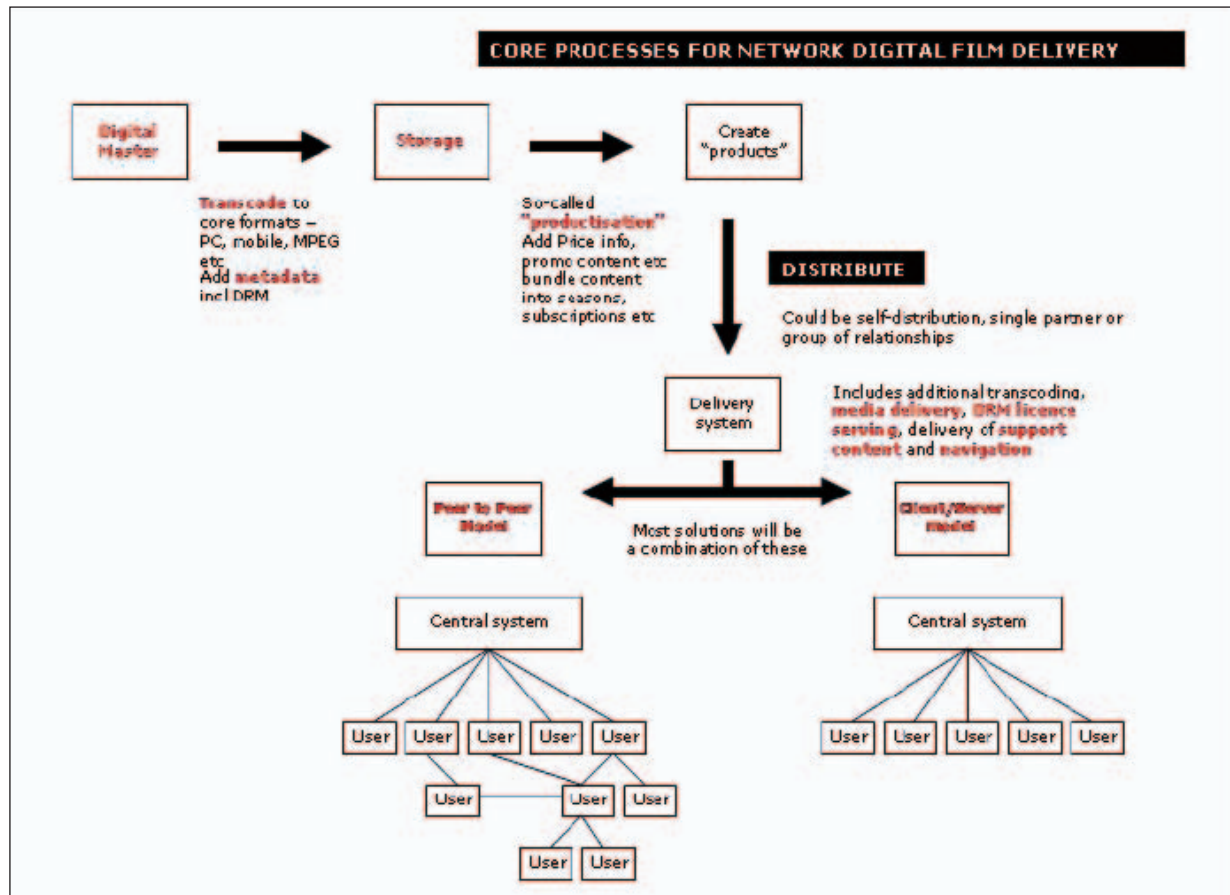 CORE PROCESSES FOR NETWORK DIGITAL FILM DELIVERY
Digital
Master
Storage
Create
"products"
Transcode to
core formats –
PC, mobile, MPEG
etc
Add metadata
incl DRM
So-called
"productisation"
Add Price info,
promo content etc
bundle content
into seasons,
subscriptions etc
DISTRIBUTE
Could be self-distribution, single partner or
group of relationships
Delivery
system
Includes additional transcoding,
media delivery, DRM licence
serving, delivery of support
content and navigation
Peer to Peer
Model
Most solutions will be
a combination of these
Client/Server
model
Central system
User User User User User
User User User
User User
Central system
User User User User User